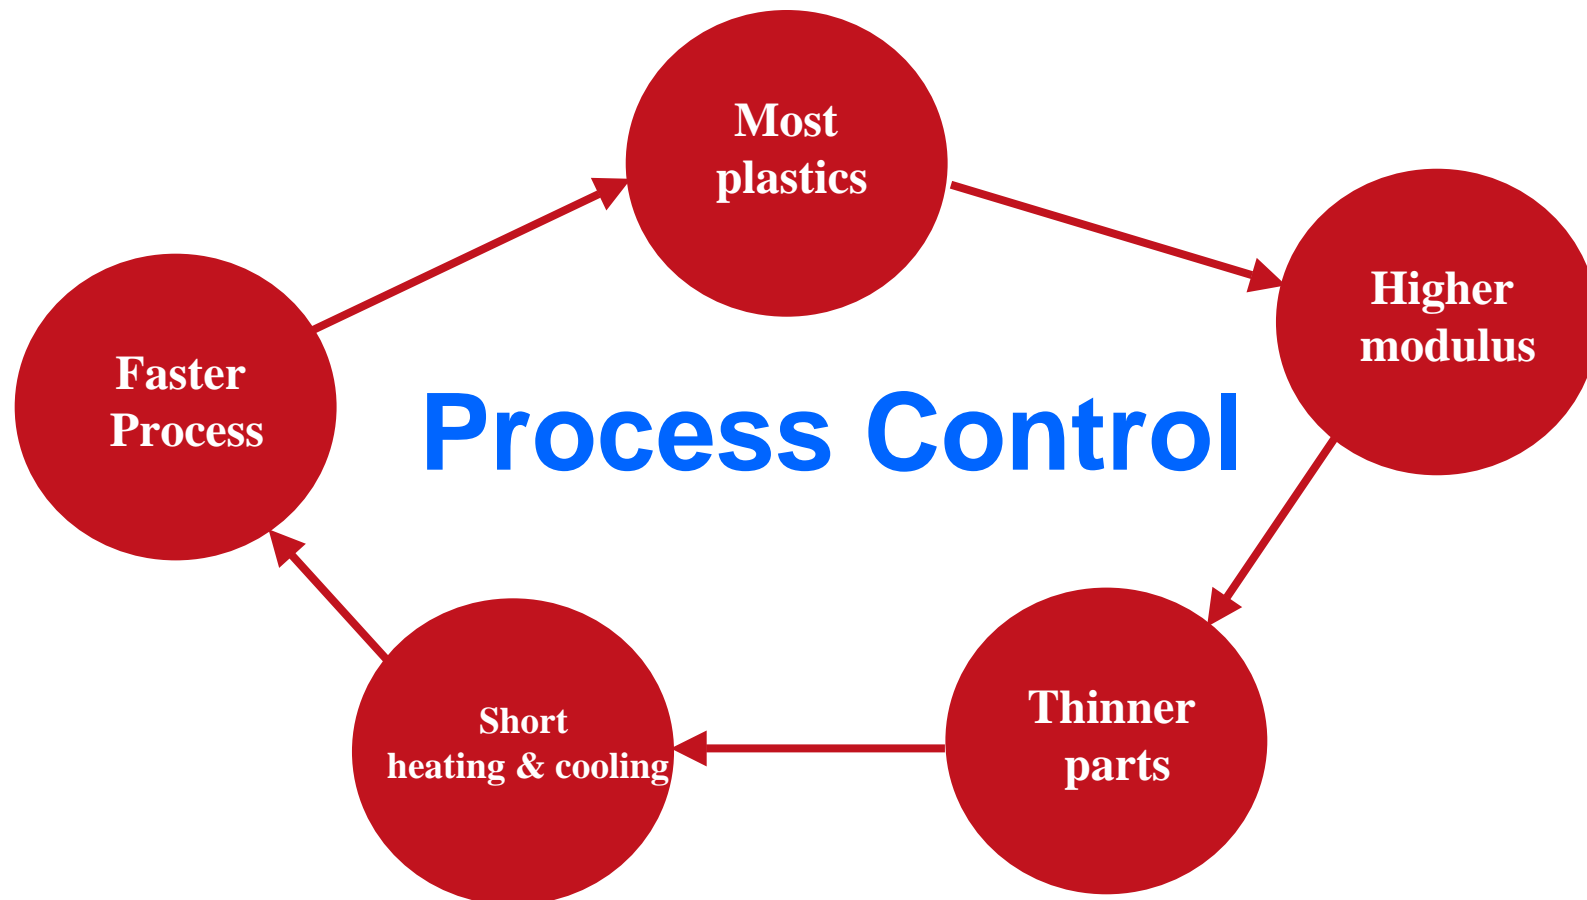 Most
plastics
Higher
modulus
Faster
Process
Process Control
Thinner
parts
Short
heating & cooling